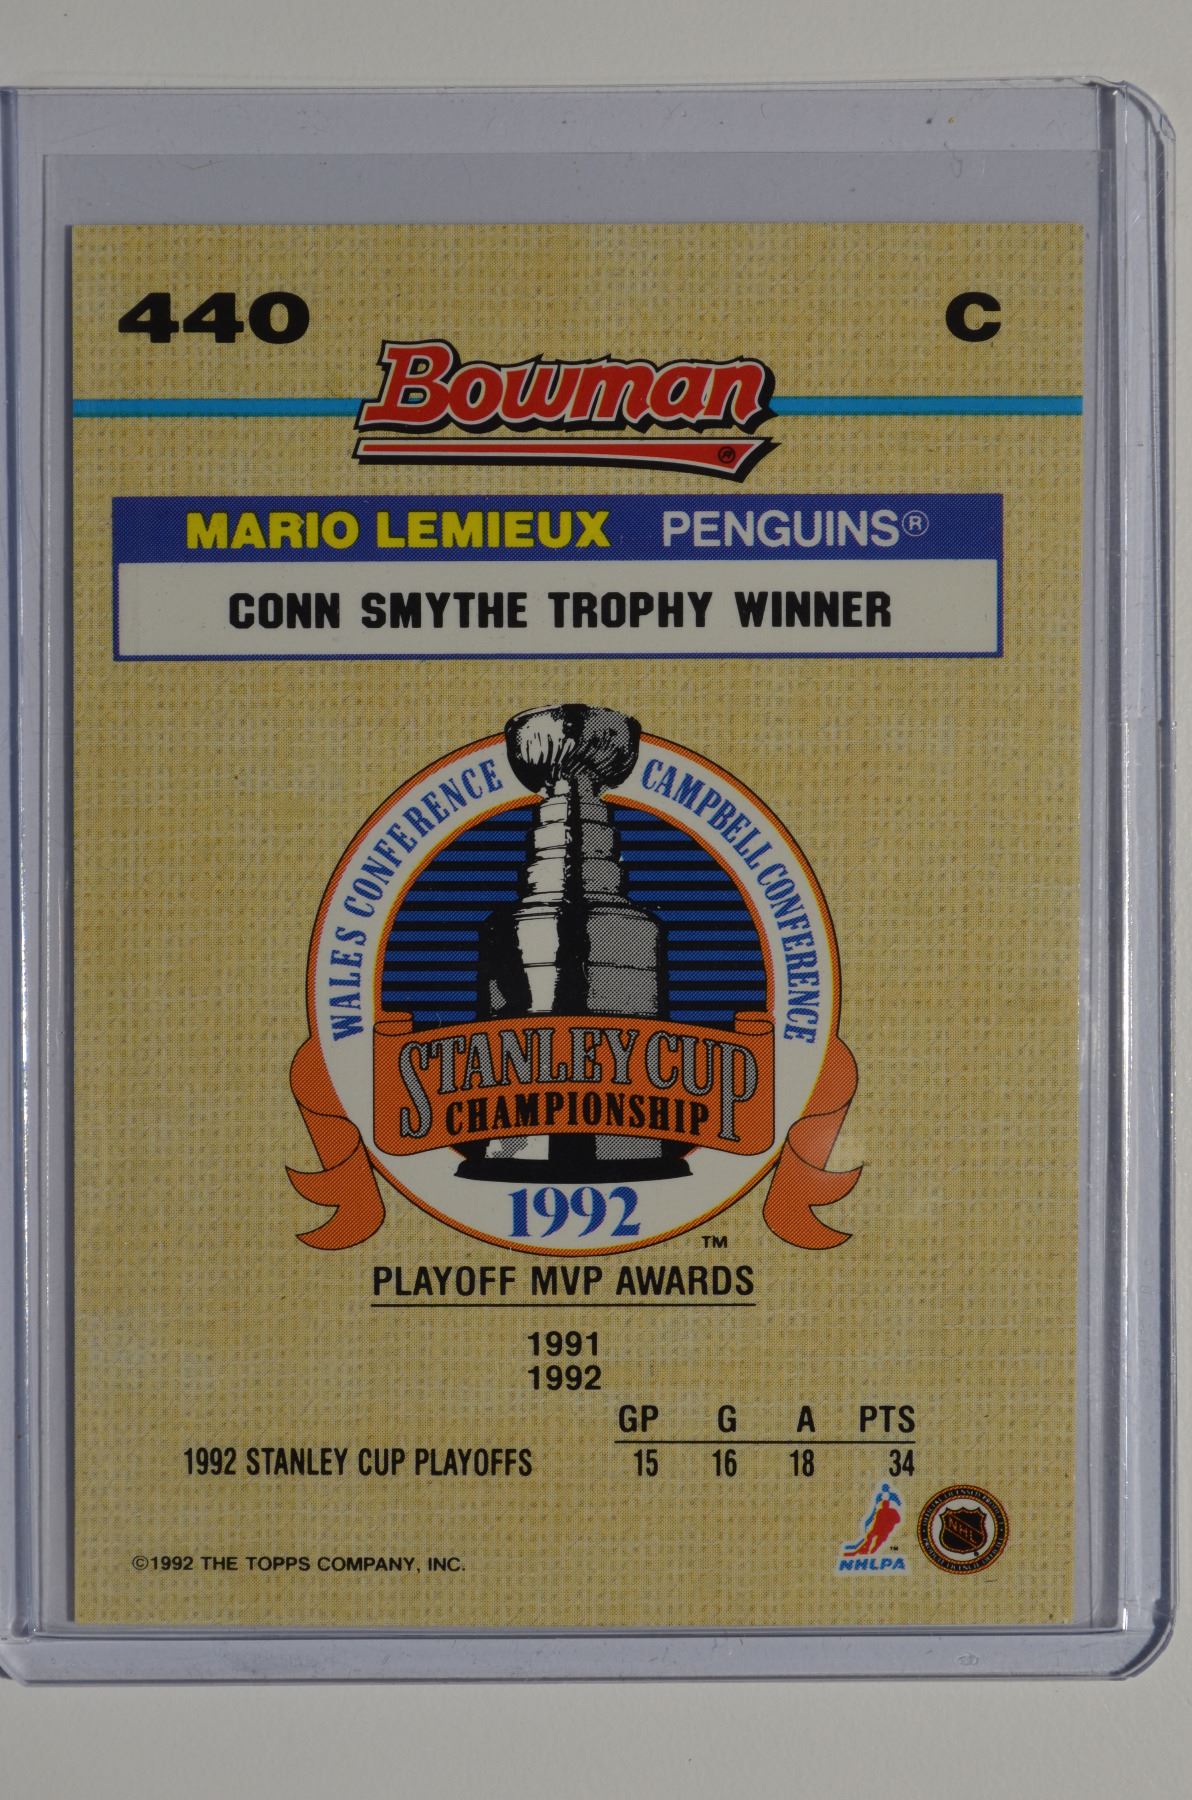 440 C
Bowman
®
MARIO LEMIEUX PENGUINS®
CONN SMYTHE TROPHY WINNER
WALES CONFERENCE CAMPBELL CONFERENCE
STANLEY CUP
CHAMPIONSHIP
1992
™
PLAYOFF MVP AWARDS
1991
1992
GP G A PTS
1992 STANLEY CUP PLAYOFFS 15 16 18 34
©1992 THE TOPPS COMPANY, INC.
NHLPA™
NHL